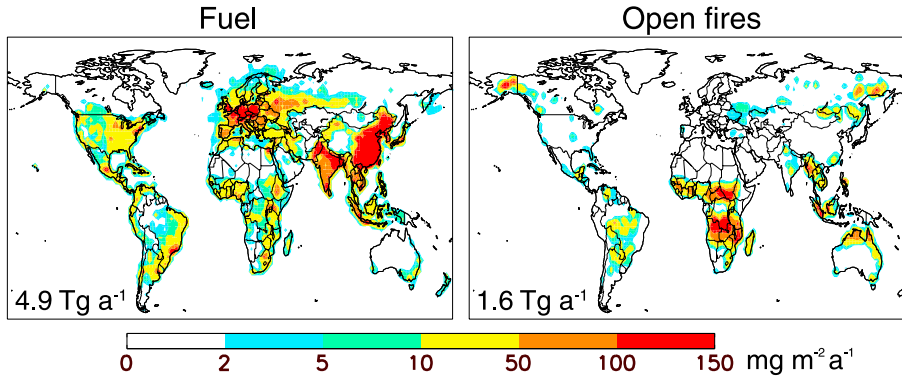 Fuel
Open fires
4.9 Tg a⁻¹
1.6 Tg a⁻¹
0 2 5 10 50 100 150 mg m⁻² a⁻¹